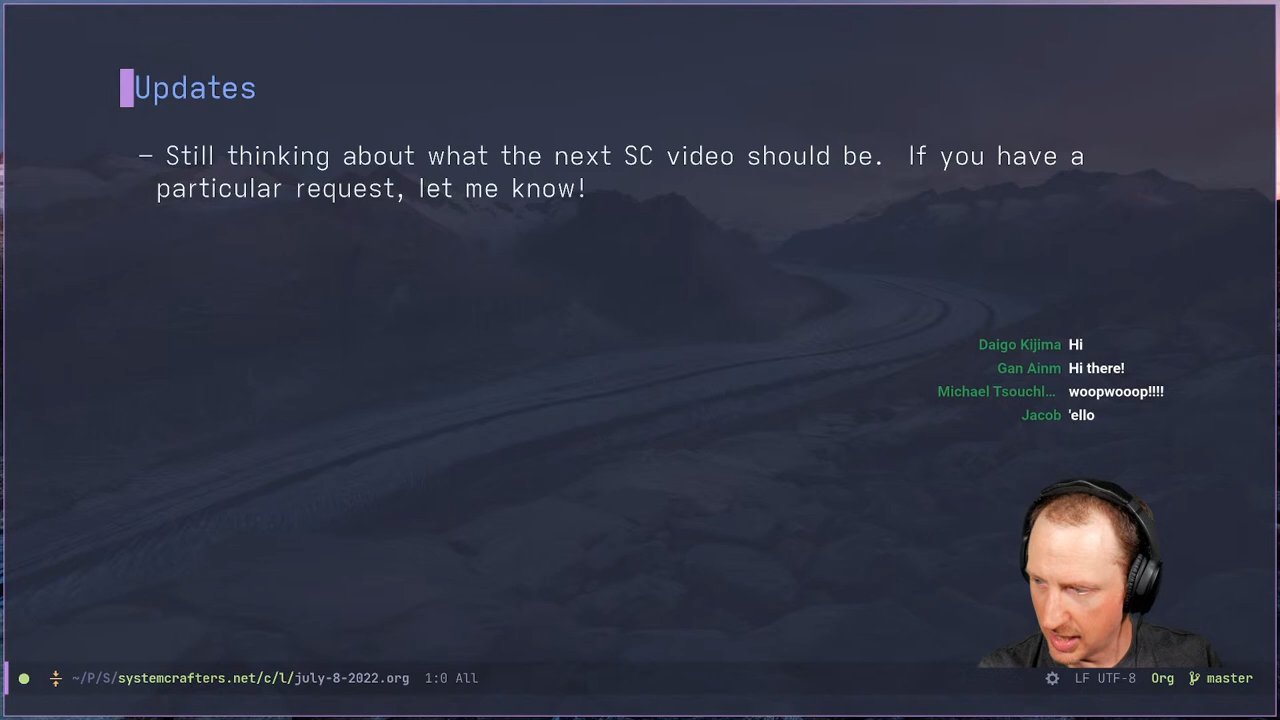 Updates
– Still thinking about what the next SC video should be. If you have a
particular request, let me know!
Daigo Kijima Hi
Gan Ainm Hi there!
Michael Tsouchl… woopwooop!!!!
Jacob 'ello
~/P/S/systemcrafters.net/c/l/july-8-2022.org 1:0 All LF UTF-8 Org master